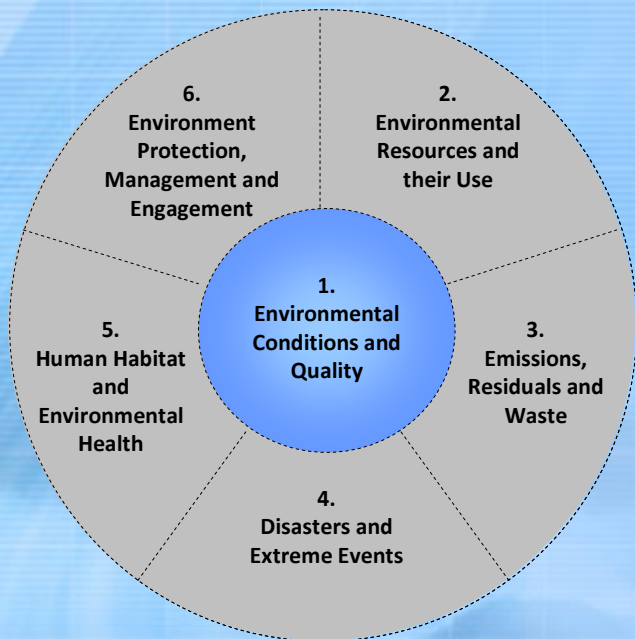 1.
Environmental
Conditions and
Quality
2.
Environmental
Resources and
their Use
3.
Emissions,
Residuals and
Waste
4.
Disasters and
Extreme Events
5.
Human Habitat
and
Environmental
Health
6.
Environment
Protection,
Management and
Engagement